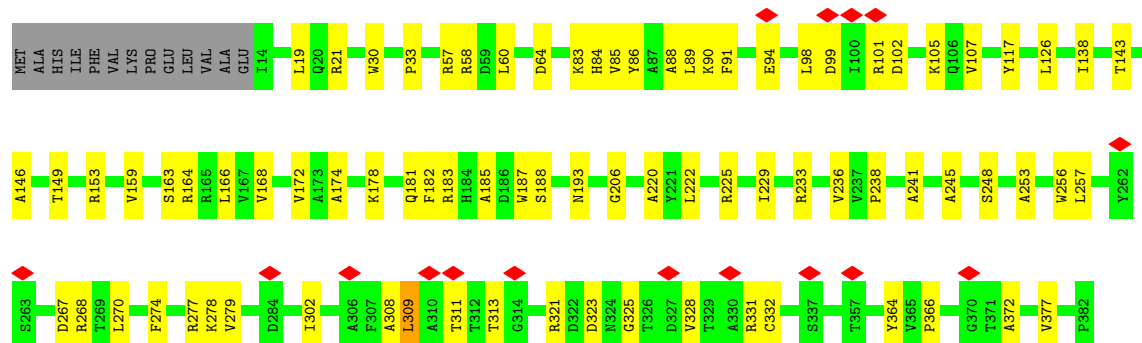 MET ALA HIS ILE PHE VAL LYS PRO GLU LEU VAL ALA GLU I14 L19 Q20 R21 W30 P33 R57 R58 D59 L60 D64 K83 H84 V85 Y86 A87 A88 L89 K90 F91 E94 L98 D99 I100 R101 D102 K105 Q106 V107 Y117 L126 I138 T143
A146 T149 R153 V159 S163 R164 R165 L166 V167 V168 V172 A173 A174 K178 Q181 F182 R183 H184 A185 D186 W187 S188 N193 G206 A220 Y221 L222 R225 I229 R233 V236 V237 P238 A241 A245 S248 A253 W256 L257 Y262
S263 D267 R268 T269 L270 F274 R277 K278 V279 D284 I302 A306 F307 A308 L309 A310 T311 T312 T313 G314 R321 D322 D323 N324 G325 T326 D327 V328 T329 A330 R331 C332 S337 T357 Y364 V365 P366 G370 T371 A372 V377 P382